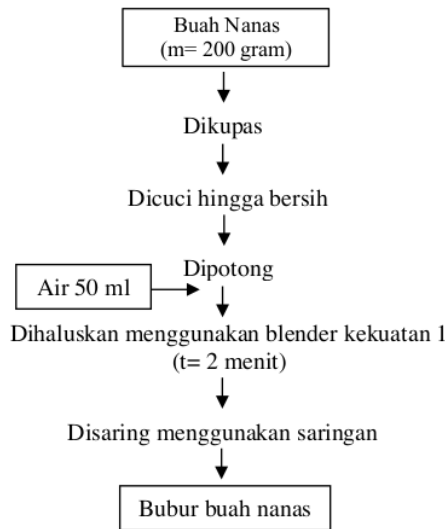 Buah Nanas
(m= 200 gram)
Dikupas
Dicuci hingga bersih
Dipotong
Air 50 ml
Dihaluskan menggunakan blender kekuatan 1
(t= 2 menit)
Disaring menggunakan saringan
Bubur buah nanas